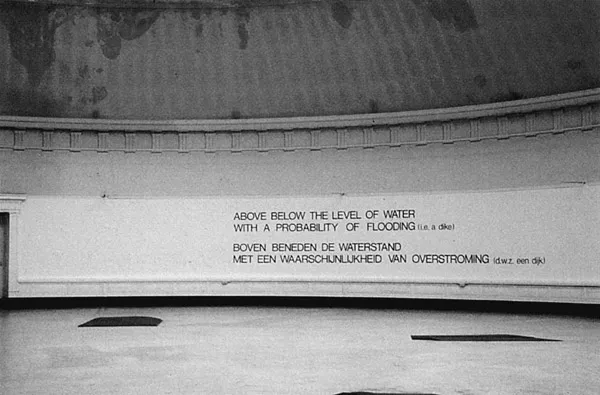 ABOVE BELOW THE LEVEL OF WATER
WITH A PROBABILITY OF FLOODING (i.e. a dike)
BOVEN BENEDEN DE WATERSTAND
MET EEN WAARSCHIJNLIJKHEID VAN OVERSTROMING (d.w.z. een dijk)